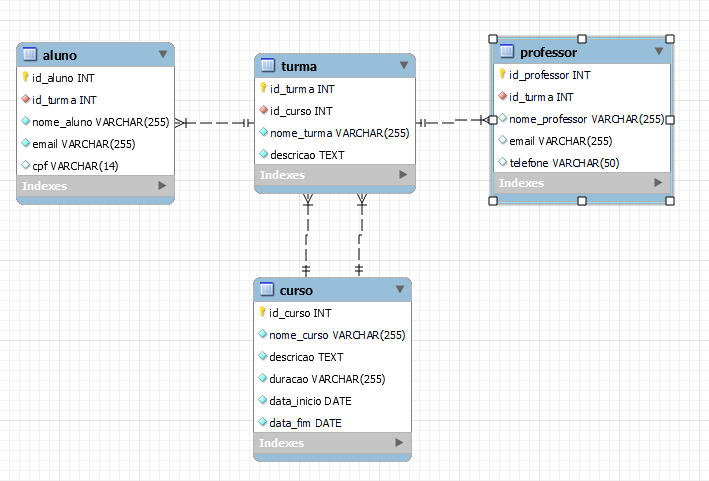 aluno
id_aluno INT
id_turma INT
nome_aluno VARCHAR(255)
email VARCHAR(255)
cpf VARCHAR(14)
Indexes
turma
id_turma INT
id_curso INT
nome_turma VARCHAR(255)
descricao TEXT
Indexes
professor
id_professor INT
id_turma INT
nome_professor VARCHAR(255)
email VARCHAR(255)
telefone VARCHAR(50)
Indexes
curso
id_curso INT
nome_curso VARCHAR(255)
descricao TEXT
duracao VARCHAR(255)
data_inicio DATE
data_fim DATE
Indexes